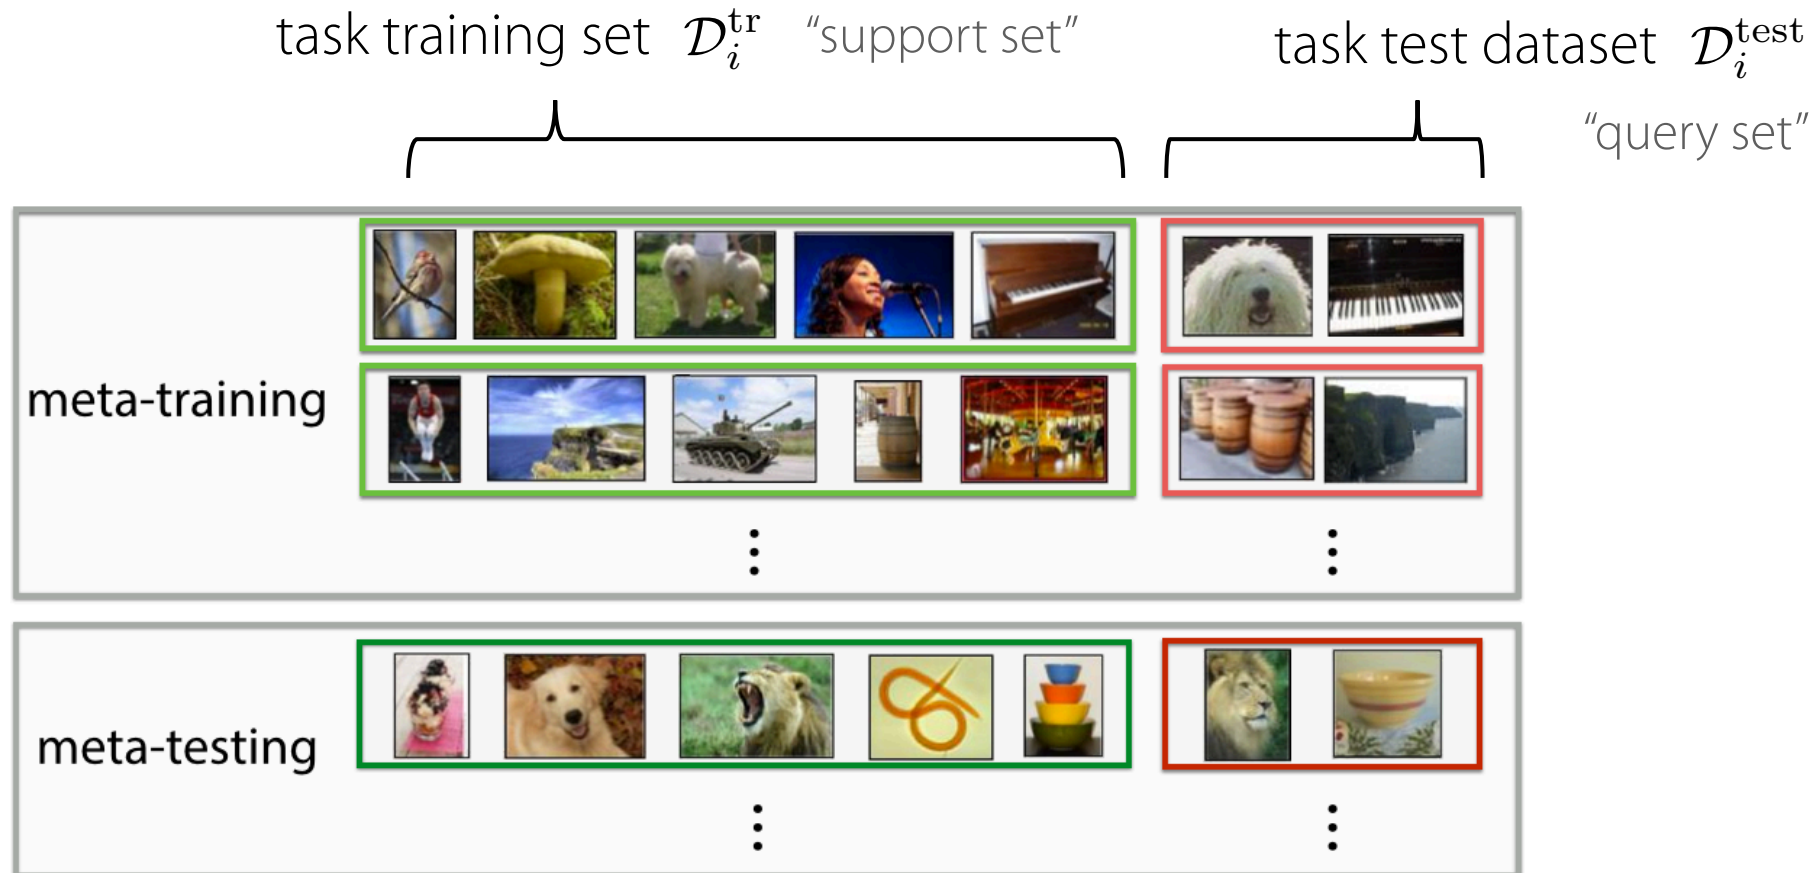 task training set 𝒟ᵢᵗʳ “support set”
task test dataset 𝒟ᵢᵗᵉˢᵗ
“query set”
meta-training
meta-testing